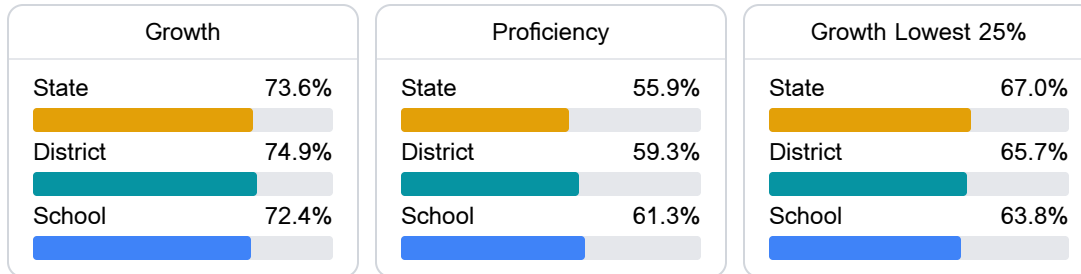 Growth
State 73.6%
District 74.9%
School 72.4%
Proficiency
State 55.9%
District 59.3%
School 61.3%
Growth Lowest 25%
State 67.0%
District 65.7%
School 63.8%